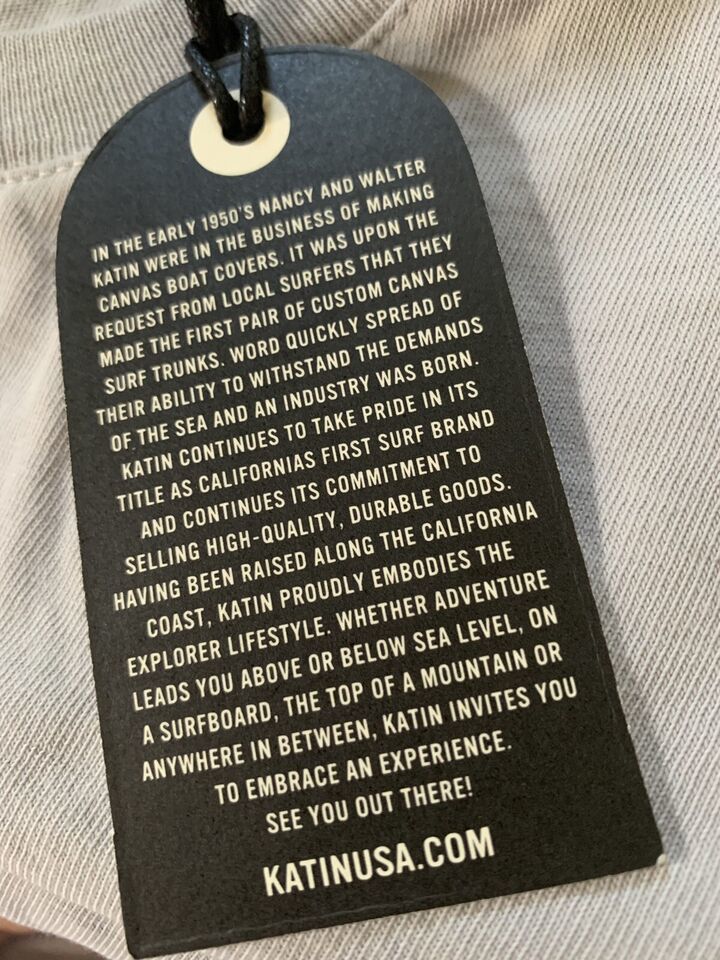 IN THE EARLY 1950'S NANCY AND WALTER
KATIN WERE IN THE BUSINESS OF MAKING
CANVAS BOAT COVERS. IT WAS UPON THE
REQUEST FROM LOCAL SURFERS THAT THEY
MADE THE FIRST PAIR OF CUSTOM CANVAS
SURF TRUNKS. WORD QUICKLY SPREAD OF
THEIR ABILITY TO WITHSTAND THE DEMANDS
OF THE SEA AND AN INDUSTRY WAS BORN.
KATIN CONTINUES TO TAKE PRIDE IN ITS
TITLE AS CALIFORNIAS FIRST SURF BRAND
AND CONTINUES ITS COMMITMENT TO
SELLING HIGH-QUALITY, DURABLE GOODS.
HAVING BEEN RAISED ALONG THE CALIFORNIA
COAST, KATIN PROUDLY EMBODIES THE
EXPLORER LIFESTYLE. WHETHER ADVENTURE
LEADS YOU ABOVE OR BELOW SEA LEVEL, ON
A SURFBOARD, THE TOP OF A MOUNTAIN OR
ANYWHERE IN BETWEEN, KATIN INVITES YOU
TO EMBRACE AN EXPERIENCE.
SEE YOU OUT THERE!
KATINUSA.COM